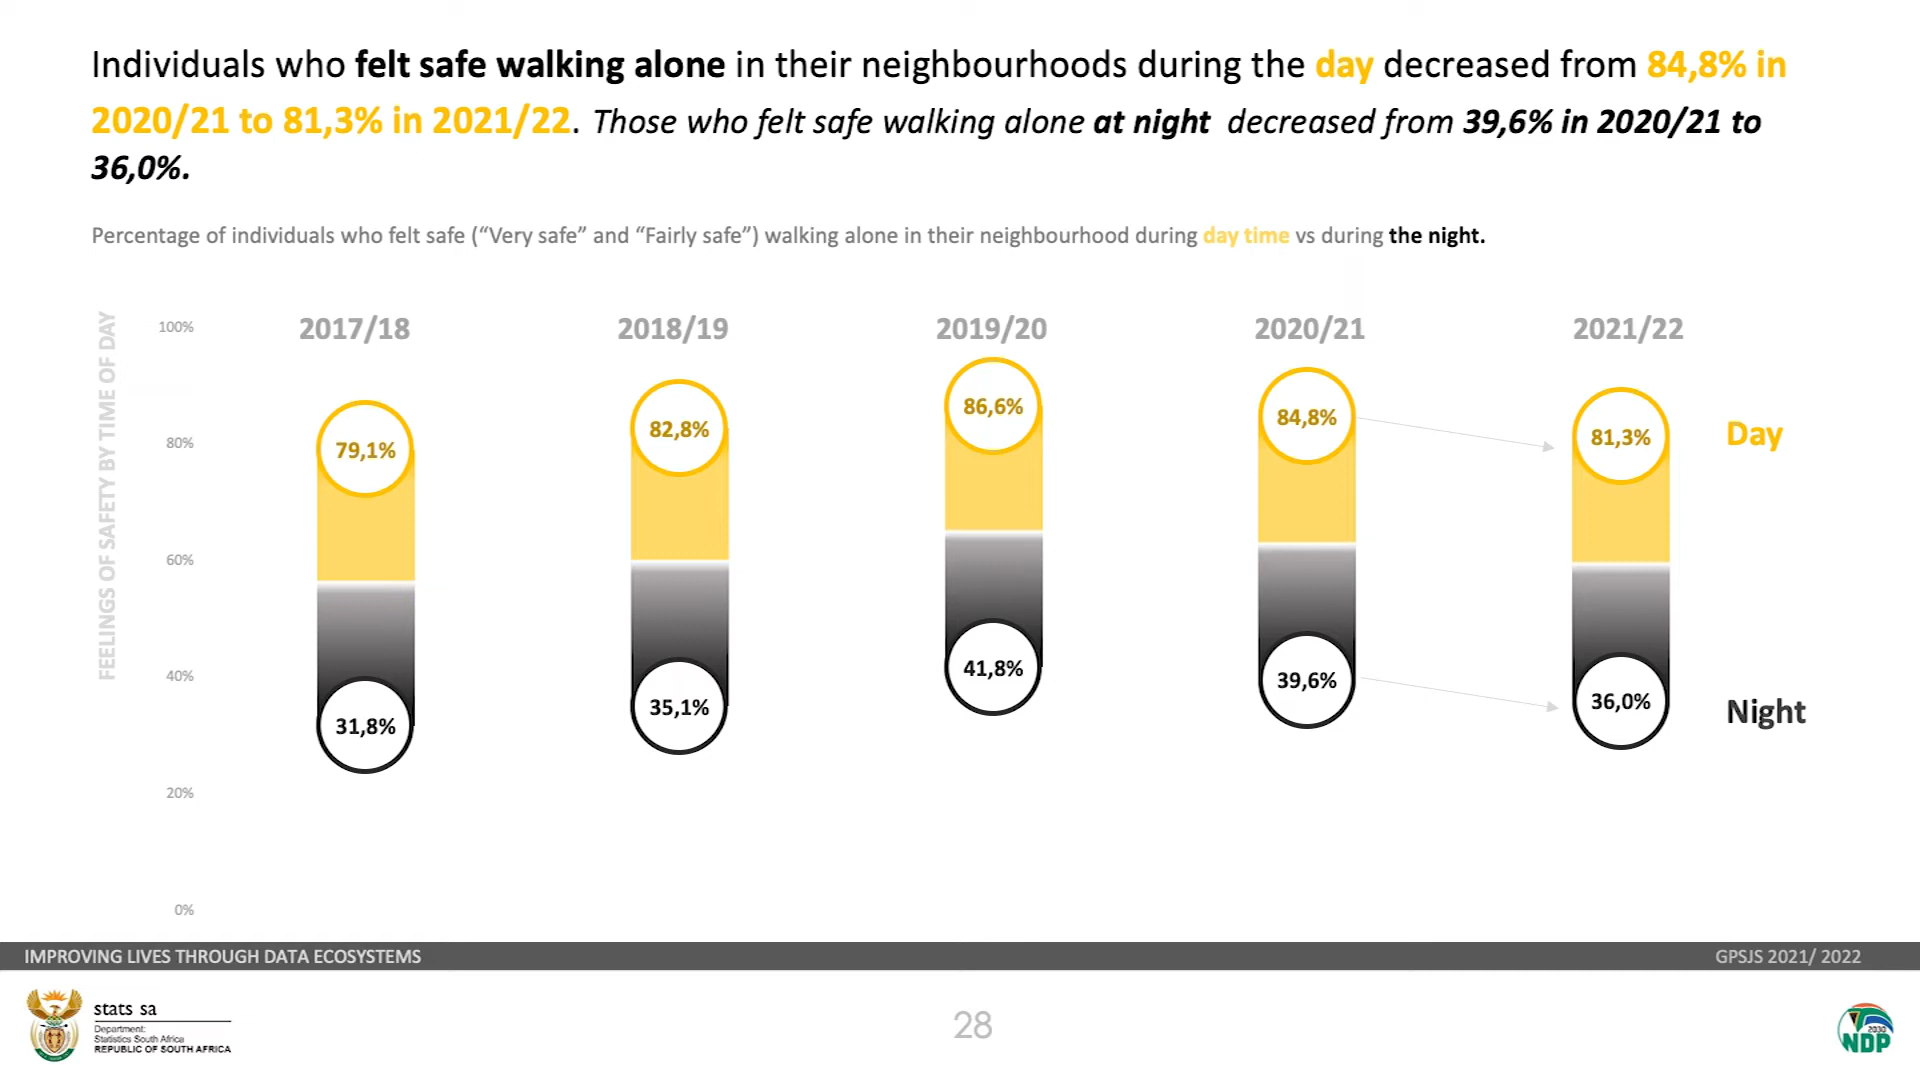 Individuals who felt safe walking alone in their neighbourhoods during the day decreased from 84,8% in
2020/21 to 81,3% in 2021/22. Those who felt safe walking alone at night decreased from 39,6% in 2020/21 to
36,0%.
Percentage of individuals who felt safe (“Very safe” and “Fairly safe”) walking alone in their neighbourhood during day time vs during the night.
FEELINGS OF SAFETY BY TIME OF DAY
100%
80%
60%
40%
20%
0%
2017/18 2018/19 2019/20 2020/21 2021/22
79,1% 82,8% 86,6% 84,8% 81,3% Day
31,8% 35,1% 41,8% 39,6% 36,0% Night
IMPROVING LIVES THROUGH DATA ECOSYSTEMS GPSJS 2021/ 2022
stats sa
Department:
Statistics South Africa
REPUBLIC OF SOUTH AFRICA
28
2030
NDP